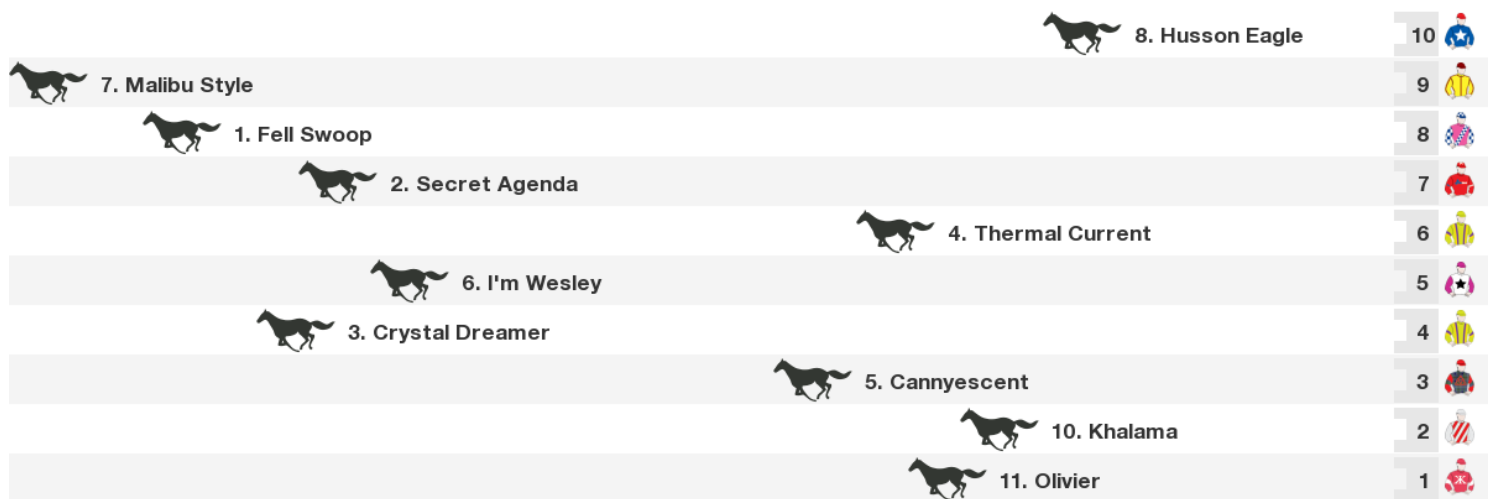 8. Husson Eagle 10
7. Malibu Style 9
1. Fell Swoop 8
2. Secret Agenda 7
4. Thermal Current 6
6. I'm Wesley 5
3. Crystal Dreamer 4
5. Cannyescent 3
10. Khalama 2
11. Olivier 1